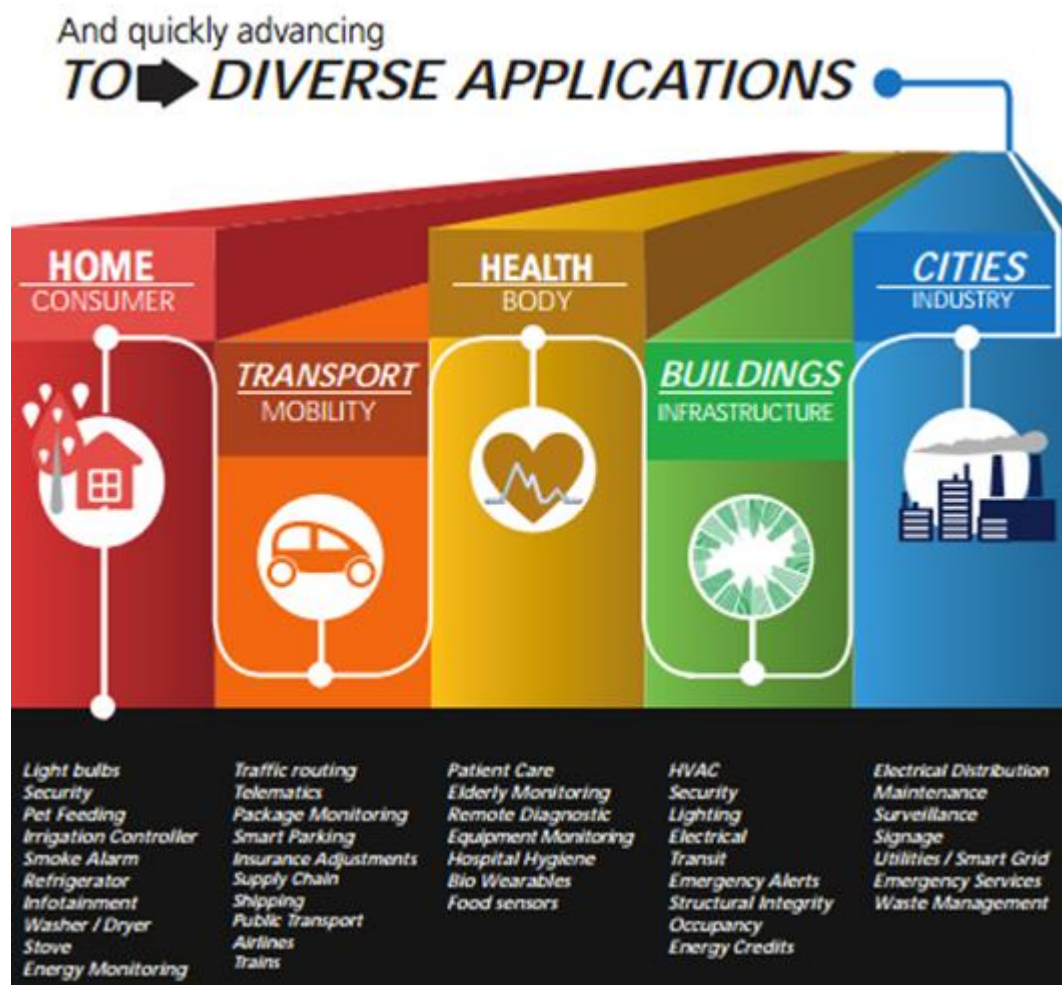 And quickly advancing
TO DIVERSE APPLICATIONS
HOME
CONSUMER
TRANSPORT
MOBILITY
HEALTH
BODY
BUILDINGS
INFRASTRUCTURE
CITIES
INDUSTRY
Light bulbs
Security
Pet Feeding
Irrigation Controller
Smoke Alarm
Refrigerator
Infotainment
Washer / Dryer
Stove
Energy Monitoring
Traffic routing
Telematics
Package Monitoring
Smart Parking
Insurance Adjustments
Supply Chain
Shipping
Public Transport
Airlines
Trains
Patient Care
Elderly Monitoring
Remote Diagnostic
Equipment Monitoring
Hospital Hygiene
Bio Wearables
Food sensors
HVAC
Security
Lighting
Electrical
Transit
Emergency Alerts
Structural Integrity
Occupancy
Energy Credits
Electrical Distribution
Maintenance
Surveillance
Signage
Utilities / Smart Grid
Emergency Services
Waste Management